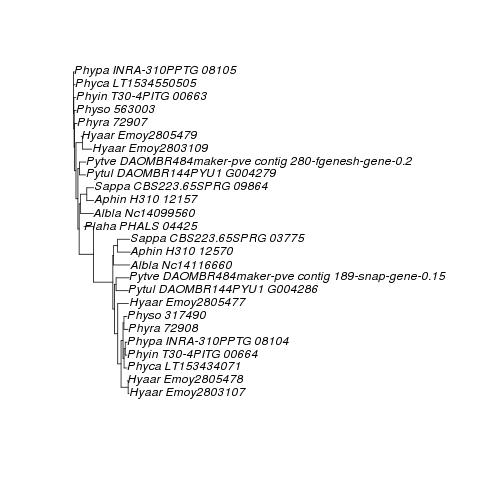 Phypa INRA-310PPTG 08105
Phyca LT1534550505
Phyin T30-4PITG 00663
Physo 563003
Phyra 72907
Hyaar Emoy2805479
Hyaar Emoy2803109
Pytve DAOMBR484maker-pve contig 280-fgenesh-gene-0.2
Pytul DAOMBR144PYU1 G004279
Sappa CBS223.65SPRG 09864
Aphin H310 12157
Albla Nc14099560
Plaha PHALS 04425
Sappa CBS223.65SPRG 03775
Aphin H310 12570
Albla Nc14116660
Pytve DAOMBR484maker-pve contig 189-snap-gene-0.15
Pytul DAOMBR144PYU1 G004286
Hyaar Emoy2805477
Physo 317490
Phyra 72908
Phypa INRA-310PPTG 08104
Phyin T30-4PITG 00664
Phyca LT153434071
Hyaar Emoy2805478
Hyaar Emoy2803107